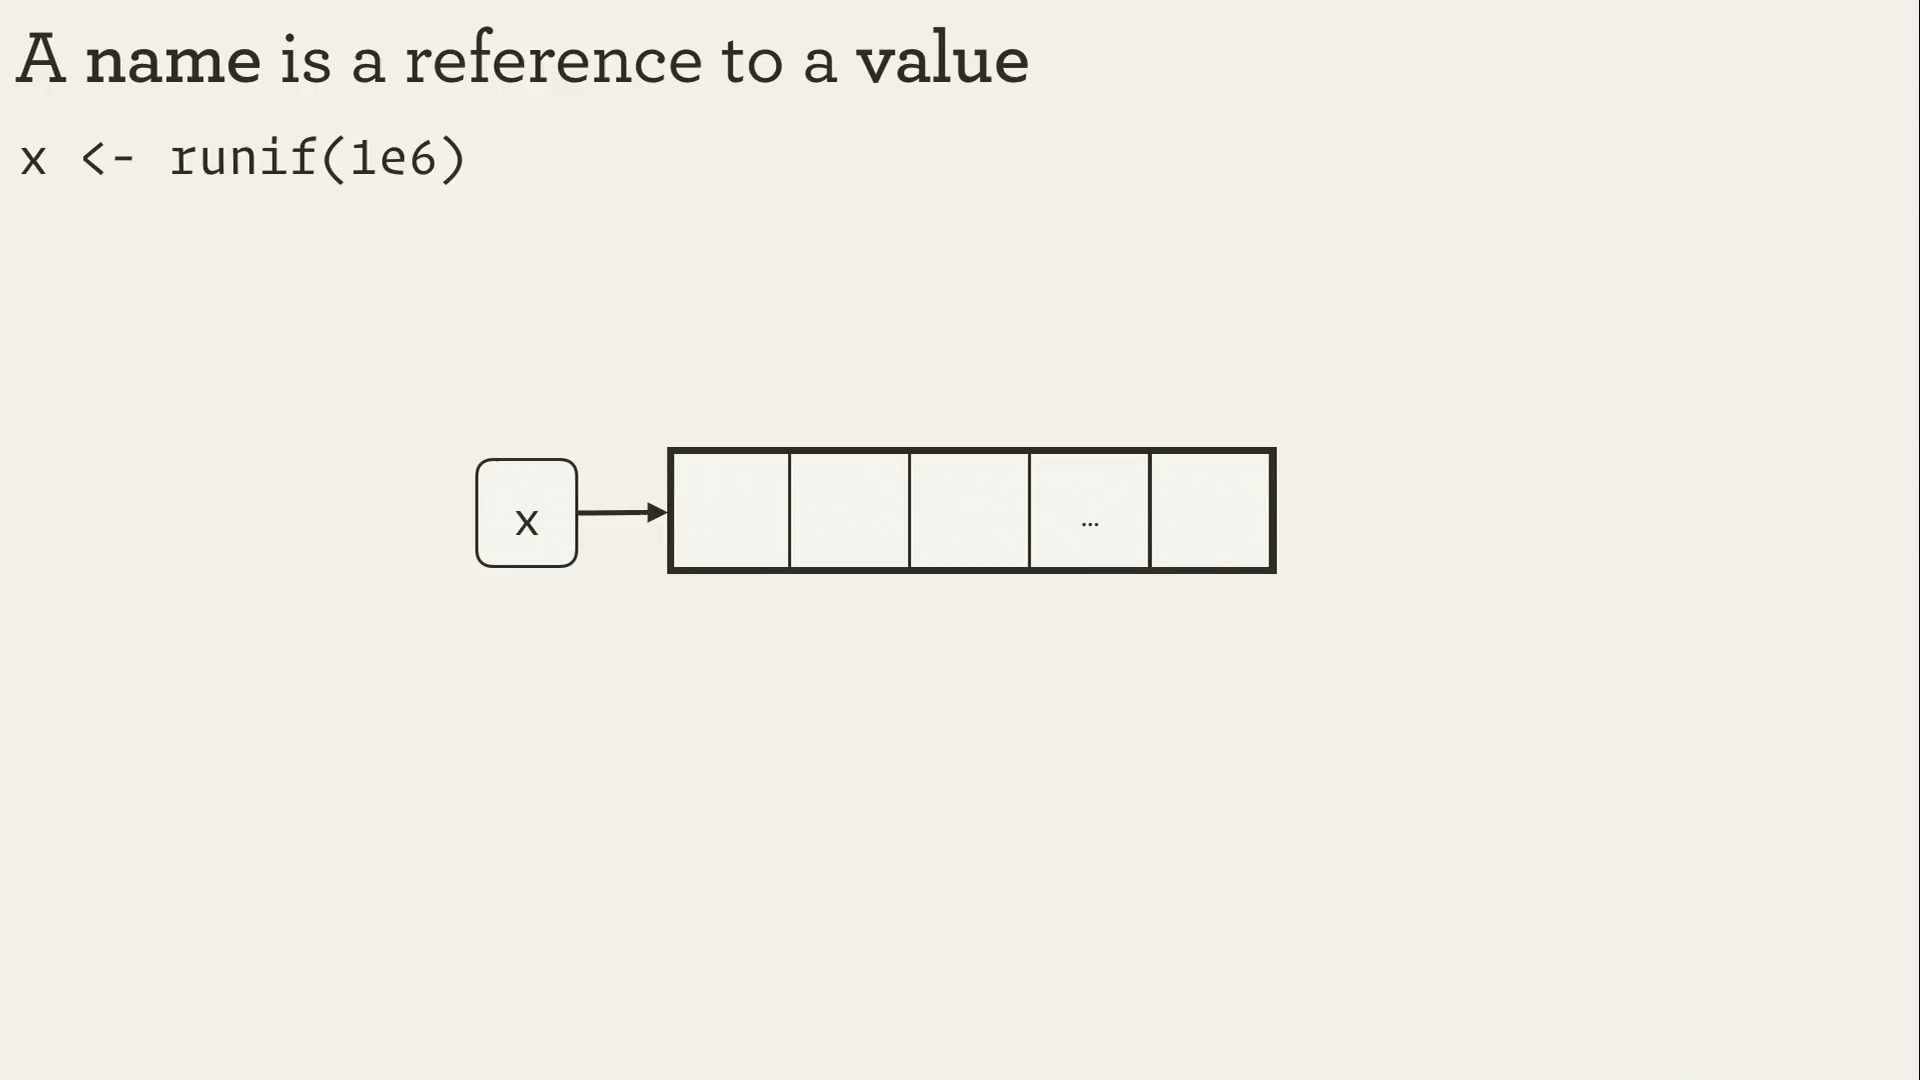 A name is a reference to a value
x <- runif(1e6)
x
…